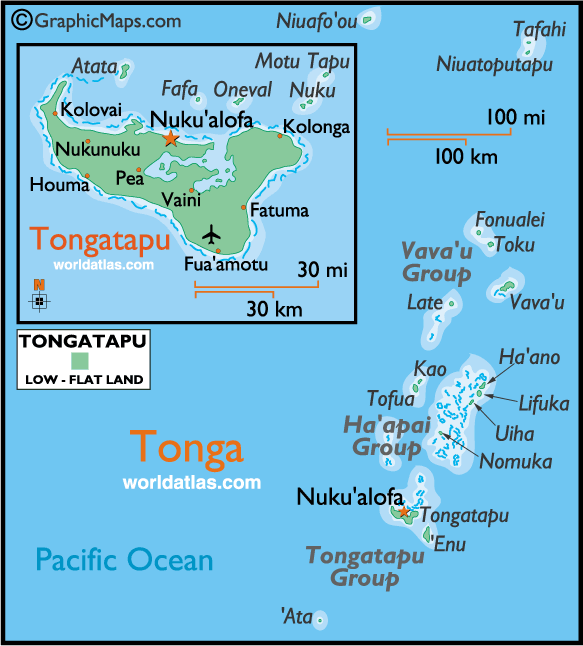 ©GraphicMaps.com
Niuafo'ou
Tafahi
Niuatoputapu
Atata
Fafa
Oneval
Motu Tapu
Nuku
Kolovai
Nuku'alofa
Kolonga
Nukunuku
Houma
Pea
Vaini
Fatuma
Tongatapu
worldatlas.com
Fua'amotu
30 mi
30 km
N
100 mi
100 km
Fonualei
Toku
Vava'u
Group
Late
Vava'u
TONGATAPU
LOW - FLAT LAND
Kao
Tofua
Ha'ano
Lifuka
Uiha
Nomuka
Ha'apai
Group
Tonga
worldatlas.com
Nuku'alofa
Tongatapu
'Enu
Pacific Ocean
Tongatapu
Group
'Ata